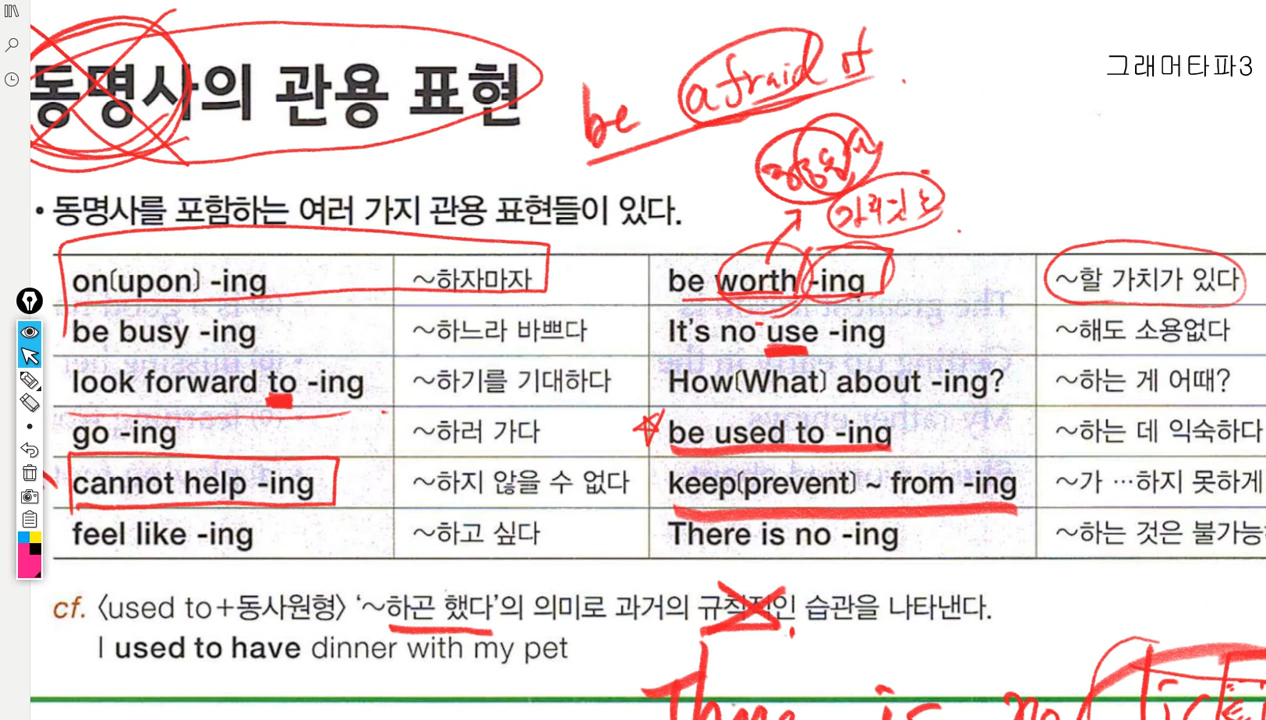 be afraid of
그래머타파3
동명사의 관용 표현
가치있는
• 동명사를 포함하는 여러 가지 관용 표현들이 있다.
on(upon) -ing ~하자마자 be worth -ing ~할 가치가 있다
be busy -ing ~하느라 바쁘다 It's no use -ing ~해도 소용없다
look forward to -ing ~하기를 기대하다 How(What) about -ing? ~하는 게 어때?
go -ing ~하러 가다 be used to -ing ~하는 데 익숙하다
cannot help -ing ~하지 않을 수 없다 keep(prevent) ~ from -ing ~가 …하지 못하게
feel like -ing ~하고 싶다 There is no -ing ~하는 것은 불가능
cf. 〈used to+동사원형〉 '~하곤 했다'의 의미로 과거의 규칙적인 습관을 나타낸다.
I used to have dinner with my pet
There is no